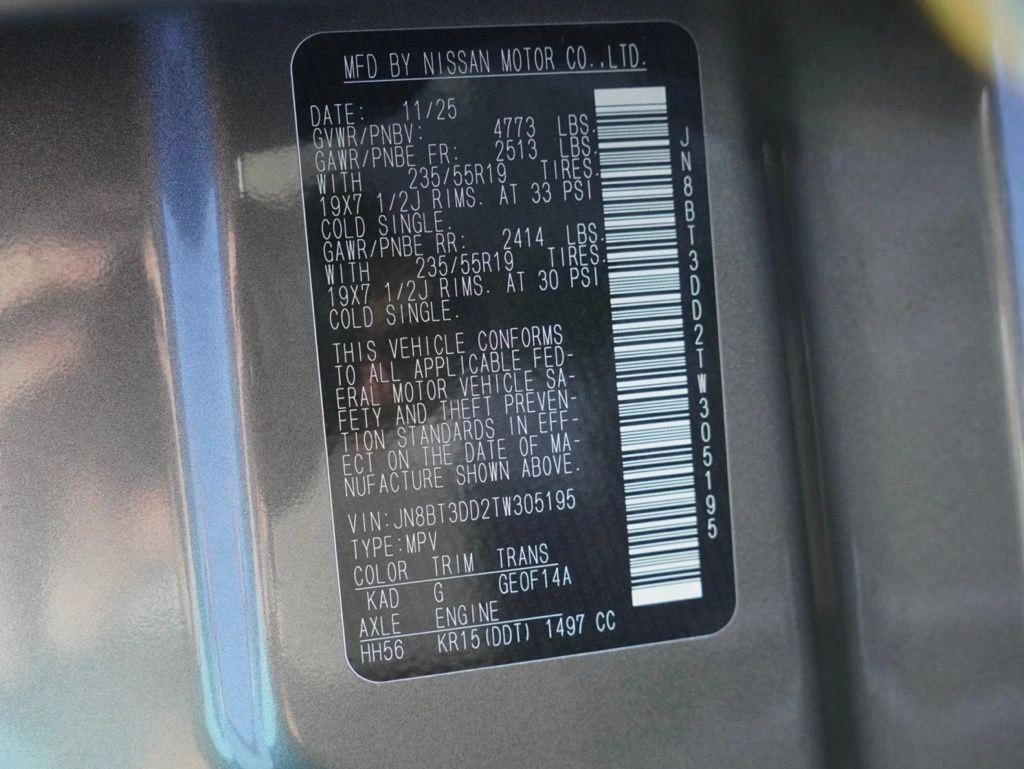 MFD BY NISSAN MOTOR CO.,LTD.
DATE: 11/25
GVWR/PNBV: 4773 LBS.
GAWR/PNBE FR: 2513 LBS.
WITH 235/55R19 TIRES.
19X7 1/2J RIMS. AT 33 PSI
COLD SINGLE.
GAWR/PNBE RR: 2414 LBS.
WITH 235/55R19 TIRES.
19X7 1/2J RIMS. AT 30 PSI
COLD SINGLE.
THIS VEHICLE CONFORMS
TO ALL APPLICABLE FED-
ERAL MOTOR VEHICLE SA-
FETY AND THEFT PREVEN-
TION STANDARDS IN EFF-
ECT ON THE DATE OF MA-
NUFACTURE SHOWN ABOVE.
VIN:JN8BT3DD2TW305195
TYPE:MPV
COLOR TRIM TRANS
KAD G GE0F14A
AXLE ENGINE
HH56 KR15(DDT) 1497 CC
JN8BT3DD2TW305195